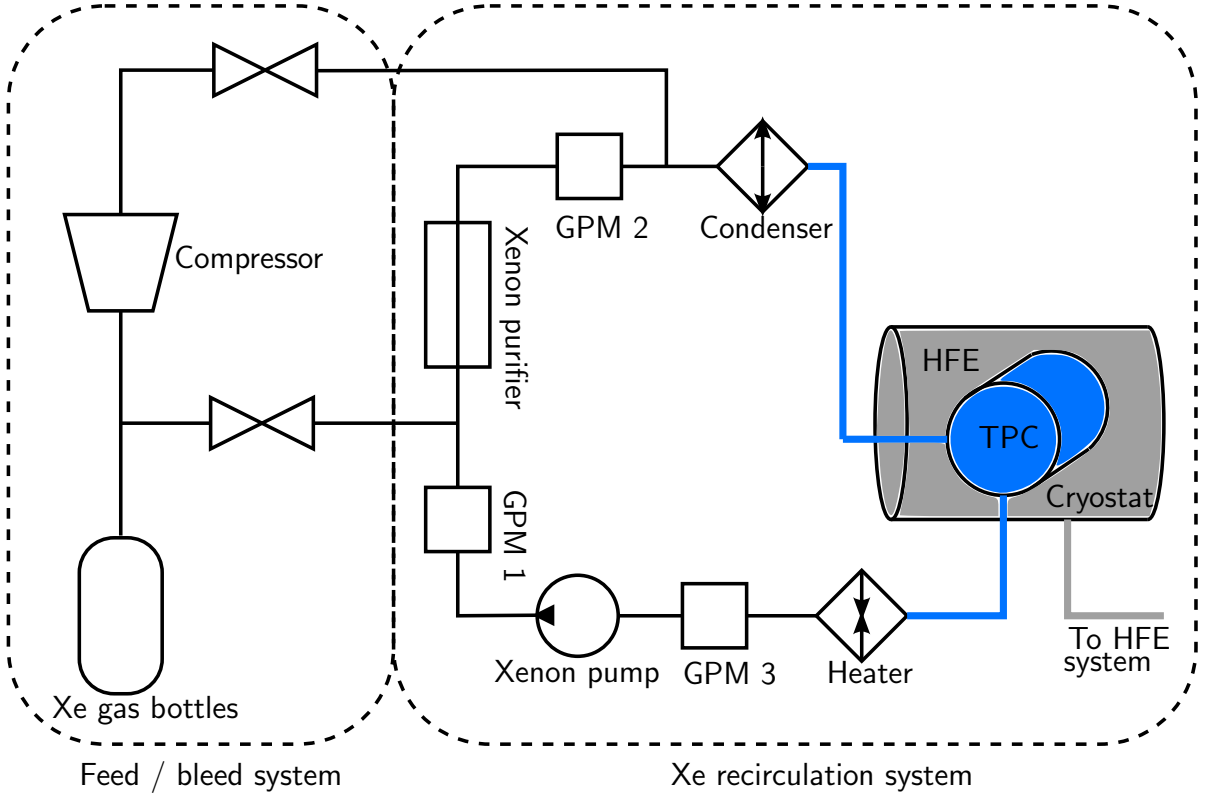 Compressor
Xe gas bottles
Feed / bleed system
GPM 2
Condenser
Xenon purifier
HFE
TPC
Cryostat
GPM 1
Xenon pump
GPM 3
Heater
To HFE
system
Xe recirculation system